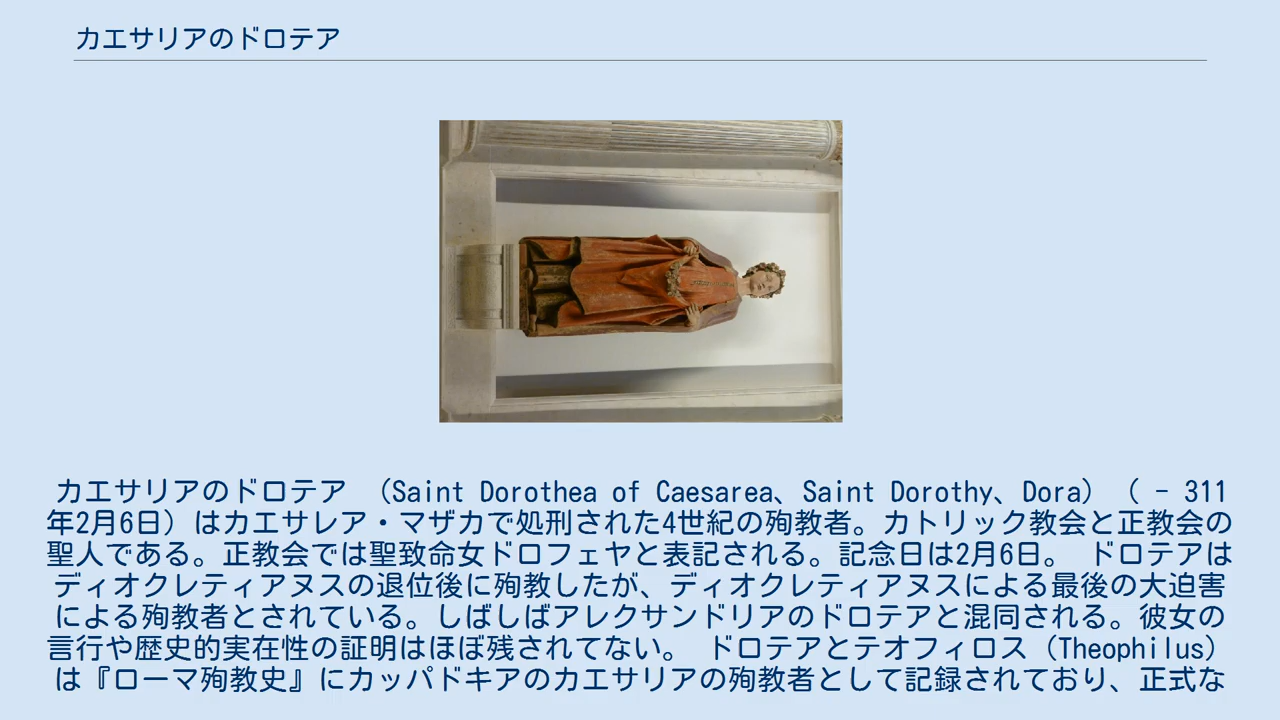 カエサリアのドロテア
カエサリアのドロテア （Saint Dorothea of Caesarea、Saint Dorothy、Dora）（ - 311
年2月6日）はカエサレア・マザカで処刑された4世紀の殉教者。カトリック教会と正教会の
聖人である。正教会では聖致命女ドロフェヤと表記される。記念日は2月6日。 ドロテアは
ディオクレティアヌスの退位後に殉教したが、ディオクレティアヌスによる最後の大迫害
による殉教者とされている。しばしばアレクサンドリアのドロテアと混同される。彼女の
言行や歴史的実在性の証明はほぼ残されてない。 ドロテアとテオフィロス（Theophilus）
は『ローマ殉教史』にカッパドキアのカエサリアの殉教者として記録されており、正式な